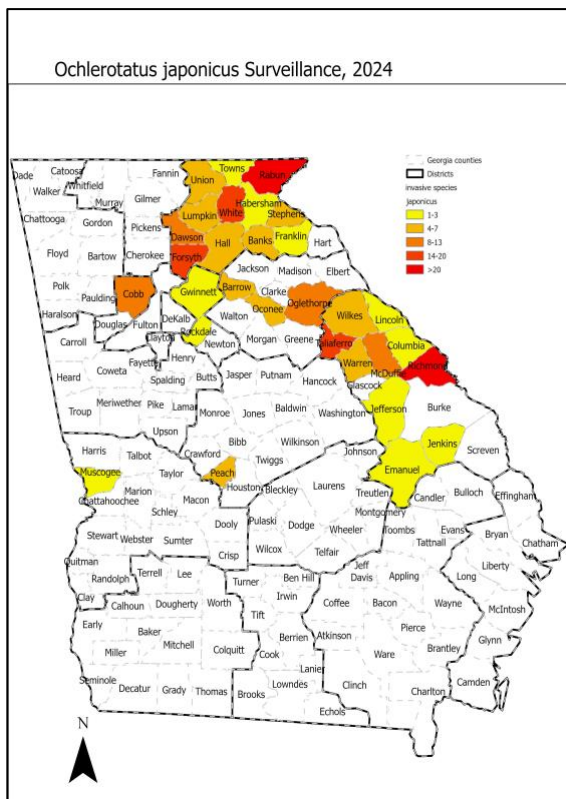 Ochlerotatus japonicus Surveillance, 2024
Georgia counties
Districts
invasive species
japonicus
1-3
4-7
8-13
14-20
>20
Dade
Catoosa
Whitfield
Walker
Murray
Fannin
Gilmer
Union
Towns
Rabun
Chattooga
Gordon
Pickens
Lumpkin
White
Habersham
Stephens
Floyd
Bartow
Cherokee
Dawson
Forsyth
Hall
Banks
Franklin
Hart
Polk
Paulding
Cobb
Gwinnett
Jackson
Madison
Elbert
Haralson
Douglas
Fulton
DeKalb
Barrow
Clarke
Oconee
Oglethorpe
Wilkes
Lincoln
Carroll
Clayton
Rockdale
Walton
Newton
Morgan
Greene
Taliaferro
Columbia
Heard
Coweta
Fayette
Henry
Spalding
Butts
Jasper
Putnam
Hancock
Warren
McDuffie
Richmond
Glascock
Troup
Meriwether
Pike
Lamar
Monroe
Jones
Baldwin
Washington
Jefferson
Burke
Upson
Harris
Talbot
Crawford
Bibb
Wilkinson
Twiggs
Johnson
Jenkins
Screven
Emanuel
Muscogee
Taylor
Peach
Houston
Bleckley
Laurens
Treutlen
Candler
Bulloch
Effingham
Chattahoochee
Marion
Macon
Schley
Dooly
Pulaski
Dodge
Wheeler
Montgomery
Toombs
Evans
Tattnall
Bryan
Chatham
Stewart
Webster
Sumter
Crisp
Wilcox
Telfair
Liberty
Quitman
Randolph
Terrell
Lee
Turner
Ben Hill
Irwin
Jeff
Davis
Appling
Long
McIntosh
Clay
Calhoun
Dougherty
Worth
Tift
Coffee
Bacon
Wayne
Early
Baker
Mitchell
Colquitt
Berrien
Atkinson
Pierce
Brantley
Glynn
Miller
Cook
Lanier
Ware
Seminole
Decatur
Grady
Thomas
Brooks
Lowndes
Clinch
Charlton
Camden
Echols
N